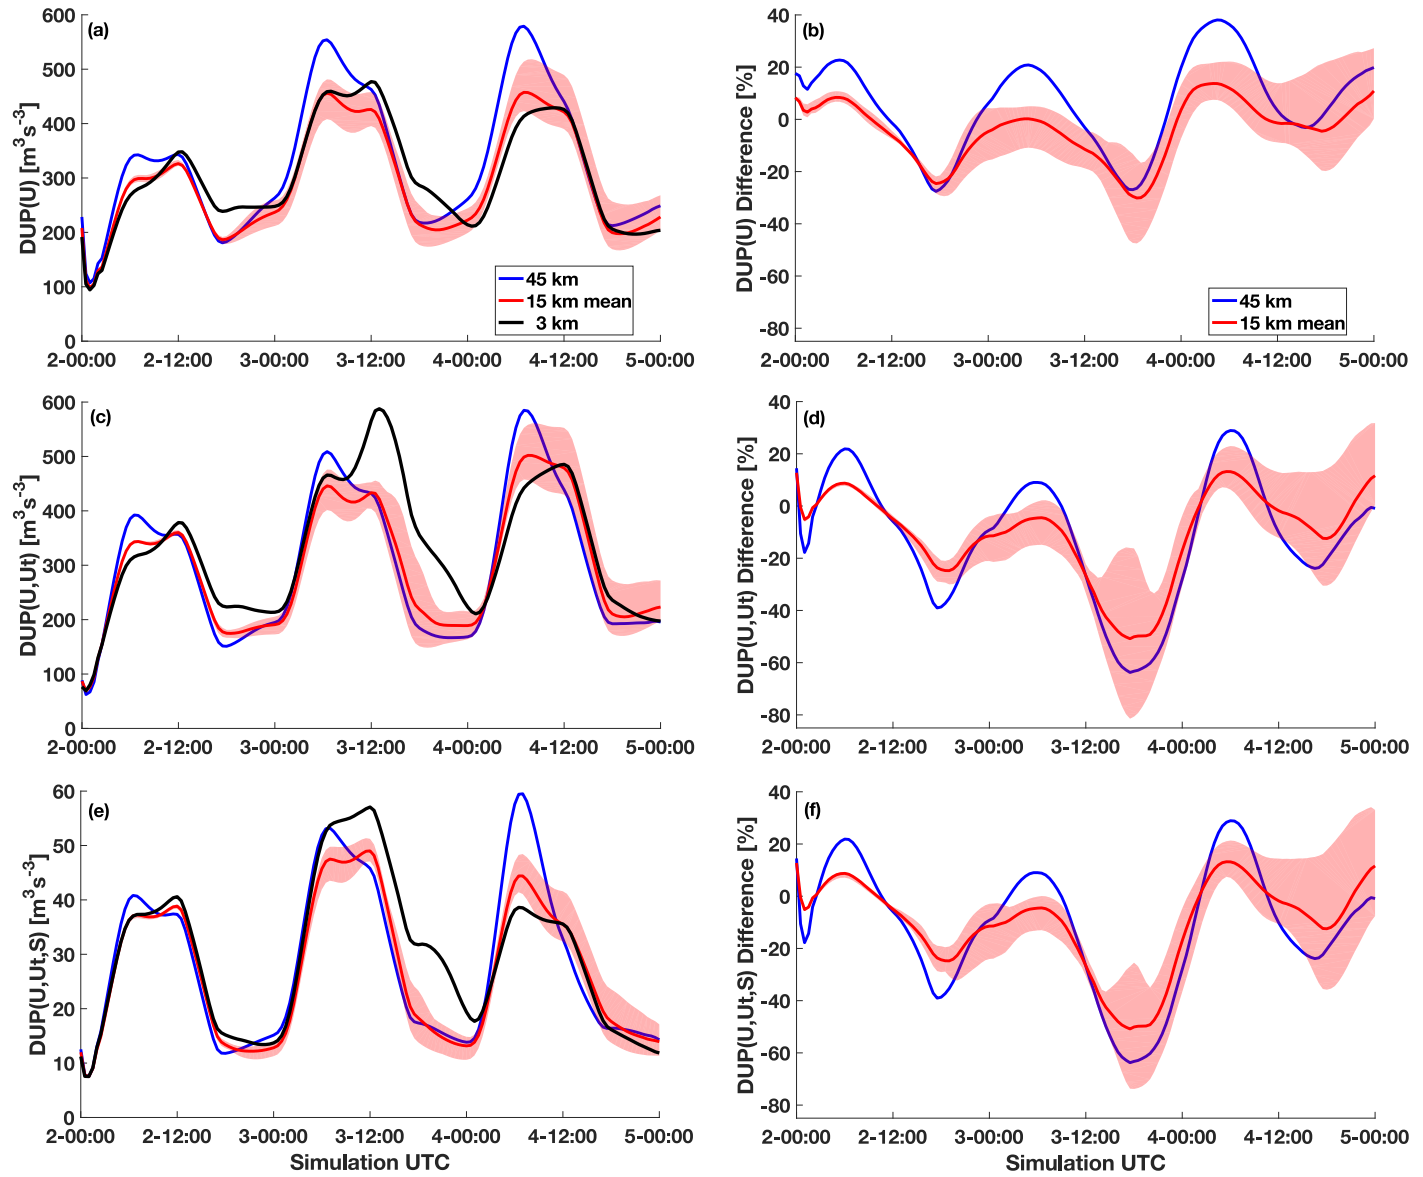 (a)
DUP(U) [m³s⁻³]
600
500
400
300
200
100
0
2-00:00 2-12:00 3-00:00 3-12:00 4-00:00 4-12:00 5-00:00
45 km
15 km mean
3 km
(b)
DUP(U) Difference [%]
40
20
0
-20
-40
-60
-80
2-00:00 2-12:00 3-00:00 3-12:00 4-00:00 4-12:00 5-00:00
45 km
15 km mean
(c)
DUP(U,Ut) [m³s⁻³]
600
500
400
300
200
100
0
2-00:00 2-12:00 3-00:00 3-12:00 4-00:00 4-12:00 5-00:00
(d)
DUP(U,Ut) Difference [%]
40
20
0
-20
-40
-60
-80
2-00:00 2-12:00 3-00:00 3-12:00 4-00:00 4-12:00 5-00:00
(e)
DUP(U,Ut,S) [m³s⁻³]
60
50
40
30
20
10
0
2-00:00 2-12:00 3-00:00 3-12:00 4-00:00 4-12:00 5-00:00
Simulation UTC
(f)
DUP(U,Ut,S) Difference [%]
40
20
0
-20
-40
-60
-80
2-00:00 2-12:00 3-00:00 3-12:00 4-00:00 4-12:00 5-00:00
Simulation UTC